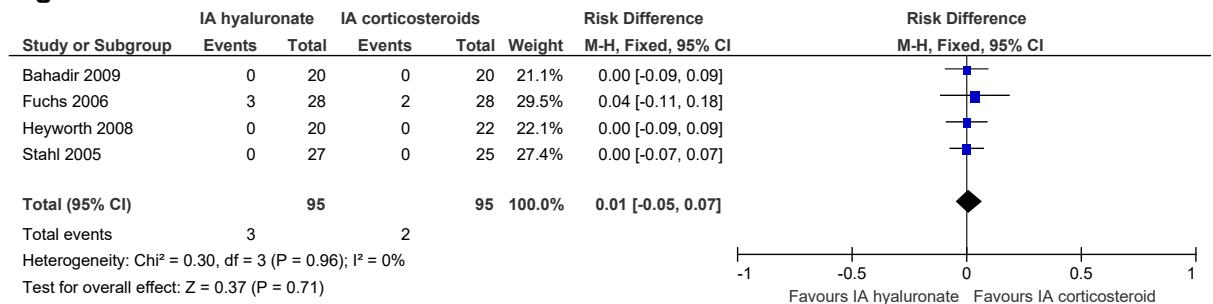 IA hyaluronate IA corticosteroids Risk Difference Risk Difference
Study or Subgroup Events Total Events Total Weight M-H, Fixed, 95% CI M-H, Fixed, 95% CI
Bahadir 2009 0 20 0 20 21.1% 0.00 [-0.09, 0.09]
Fuchs 2006 3 28 2 28 29.5% 0.04 [-0.11, 0.18]
Heyworth 2008 0 20 0 22 22.1% 0.00 [-0.09, 0.09]
Stahl 2005 0 27 0 25 27.4% 0.00 [-0.07, 0.07]
Total (95% CI) 95 95 100.0% 0.01 [-0.05, 0.07]
Total events 3 2
Heterogeneity: Chi² = 0.30, df = 3 (P = 0.96); I² = 0%
Test for overall effect: Z = 0.37 (P = 0.71)
-1 -0.5 0 0.5 1
Favours IA hyaluronate Favours IA corticosteroid